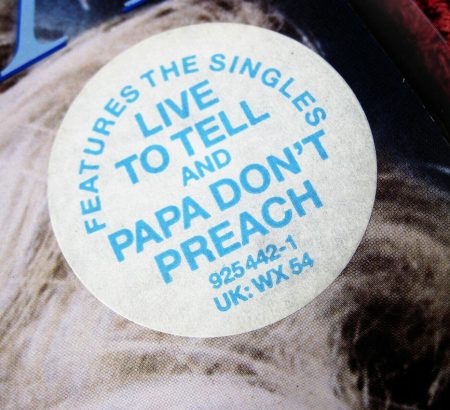 FEATURES THE SINGLES
LIVE
TO TELL
AND
PAPA DON'T
PREACH
925442-1
UK: WX 54